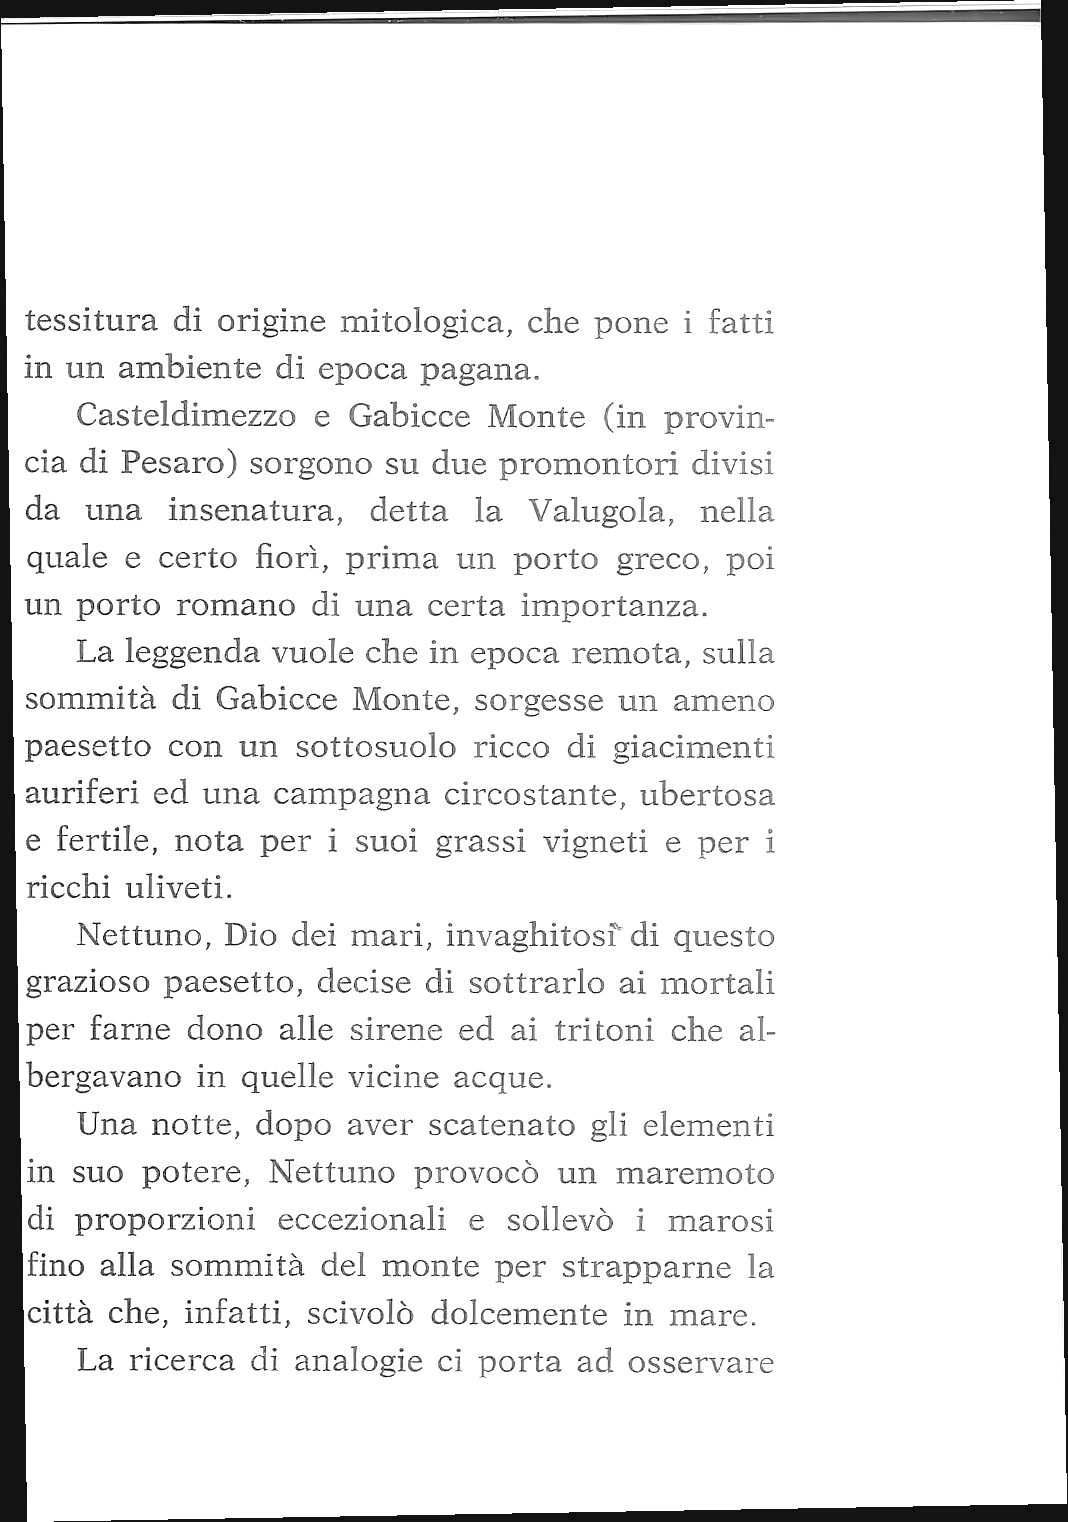 tessitura di origine mitologica, che pone i fatti
in un ambiente di epoca pagana.
Casteldimezzo e Gabicce Monte (in provin-
cia di Pesaro) sorgono su due promontori divisi
da una insenatura, detta la Valugola, nella
quale e certo fiorì, prima un porto greco, poi
un porto romano di una certa importanza.
La leggenda vuole che in epoca remota, sulla
sommità di Gabicce Monte, sorgesse un ameno
paesetto con un sottosuolo ricco di giacimenti
auriferi ed una campagna circostante, ubertosa
e fertile, nota per i suoi grassi vigneti e per i
ricchi uliveti.
Nettuno, Dio dei mari, invaghitosi di questo
grazioso paesetto, decise di sottrarlo ai mortali
per farne dono alle sirene ed ai tritoni che al-
bergavano in quelle vicine acque.
Una notte, dopo aver scatenato gli elementi
in suo potere, Nettuno provocò un maremoto
di proporzioni eccezionali e sollevò i marosi
fino alla sommità del monte per strapparne la
città che, infatti, scivolò dolcemente in mare.
La ricerca di analogie ci porta ad osservare